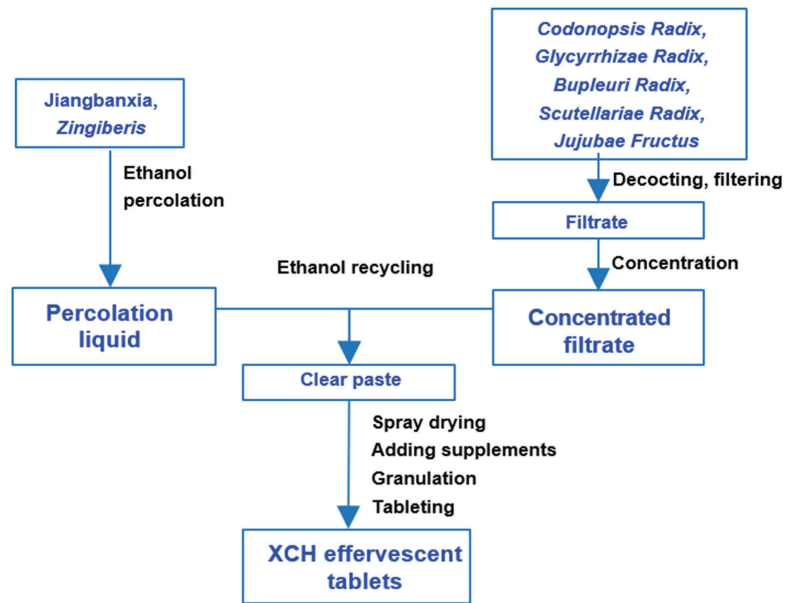 Codonopsis Radix,
Glycyrrhizae Radix,
Bupleuri Radix,
Scutellariae Radix,
Jujubae Fructus
Jiangbanxia,
Zingiberis
Ethanol
percolation
Decocting, filtering
Filtrate
Ethanol recycling
Concentration
Percolation
liquid
Concentrated
filtrate
Clear paste
Spray drying
Adding supplements
Granulation
Tableting
XCH effervescent
tablets